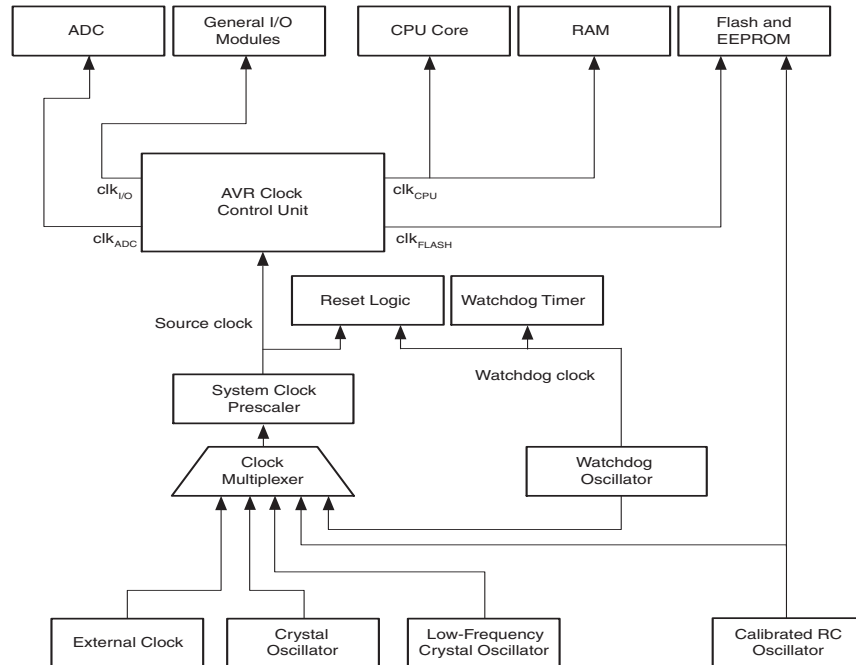 ADC
General I/O
Modules
CPU Core
RAM
Flash and
EEPROM
clkI/O
AVR Clock
Control Unit
clkCPU
clkADC
clkFLASH
Reset Logic
Watchdog Timer
Source clock
Watchdog clock
System Clock
Prescaler
Clock
Multiplexer
Watchdog
Oscillator
External Clock
Crystal
Oscillator
Low-Frequency
Crystal Oscillator
Calibrated RC
Oscillator